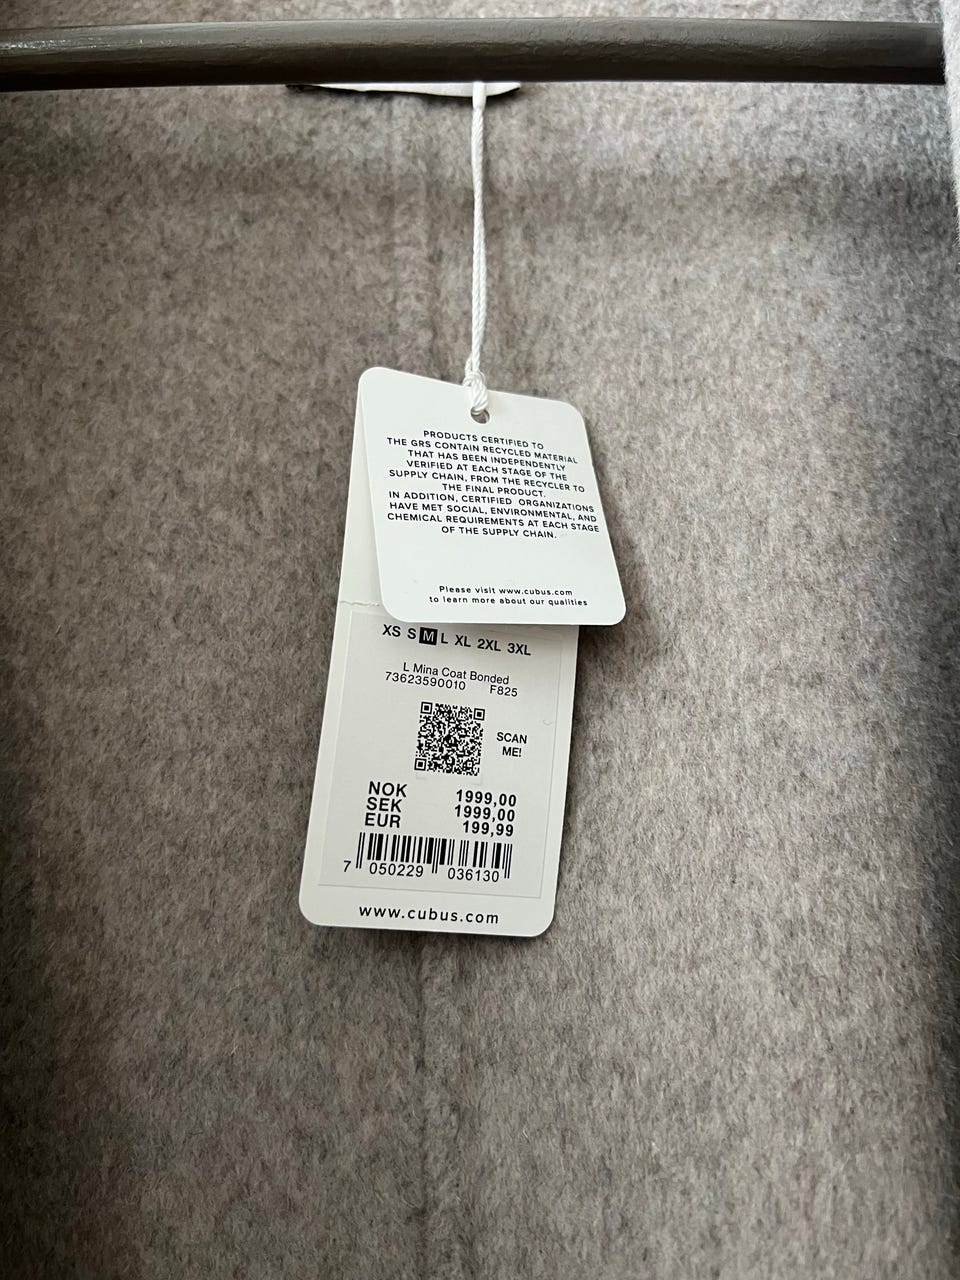 PRODUCTS CERTIFIED TO
THE GRS CONTAIN RECYCLED MATERIAL
THAT HAS BEEN INDEPENDENTLY
VERIFIED AT EACH STAGE OF THE
SUPPLY CHAIN, FROM THE RECYCLER TO
THE FINAL PRODUCT.
IN ADDITION, CERTIFIED ORGANIZATIONS
HAVE MET SOCIAL, ENVIRONMENTAL, AND
CHEMICAL REQUIREMENTS AT EACH STAGE
OF THE SUPPLY CHAIN.
Please visit www.cubus.com
to learn more about our qualities
XS S M L XL 2XL 3XL
L Mina Coat Bonded
73623590010 F825
SCAN
ME!
NOK 1999,00
SEK 1999,00
EUR 199,99
7 050229 036130
www.cubus.com